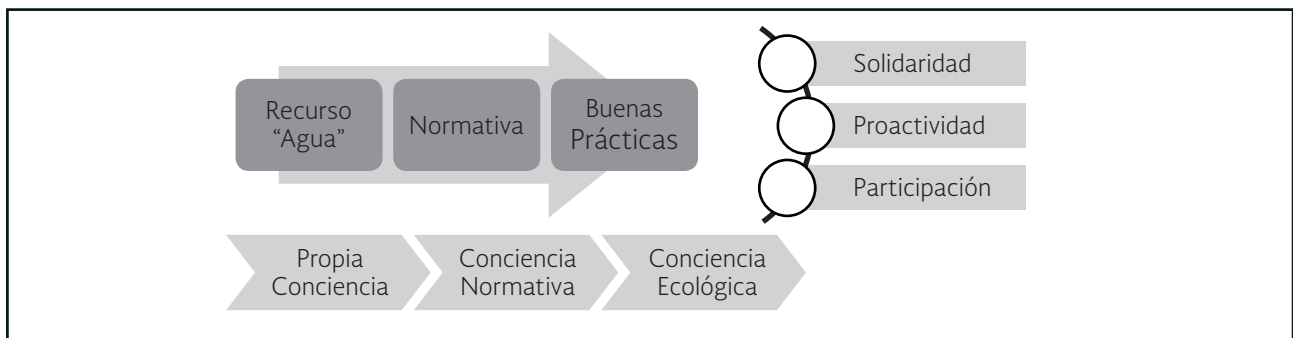 Recurso
“Agua”
Normativa
Buenas
Prácticas
Solidaridad
Proactividad
Participación
Propia
Conciencia
Conciencia
Normativa
Conciencia
Ecológica